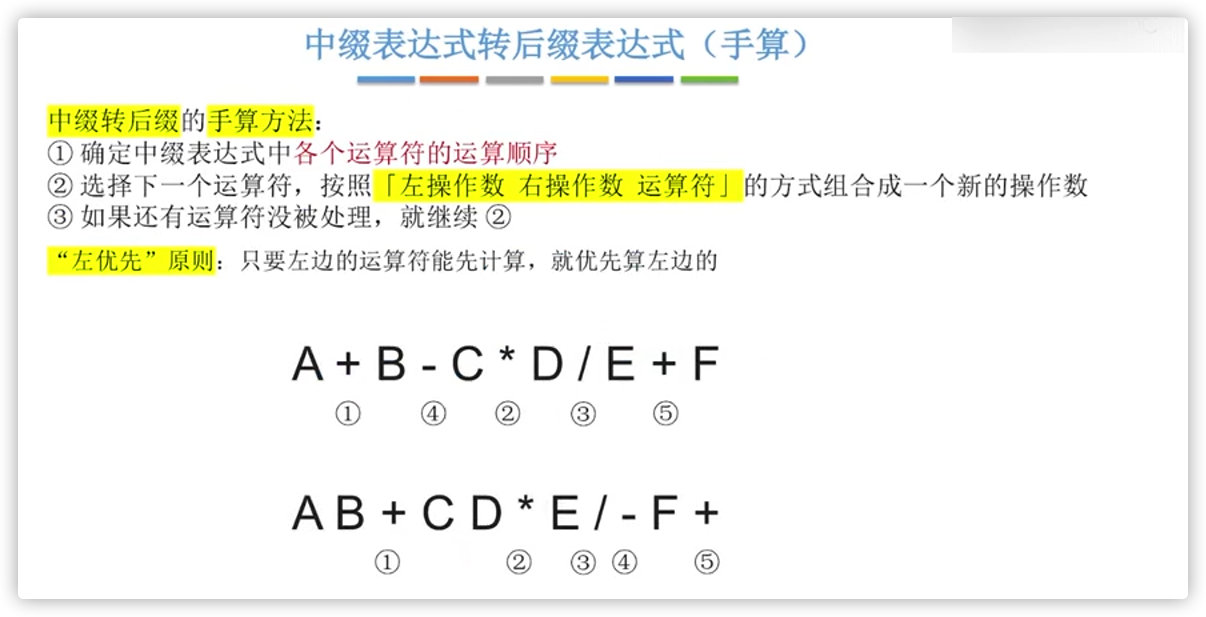 中缀表达式转后缀表达式（手算）
中缀转后缀的手算方法：
① 确定中缀表达式中各个运算符的运算顺序
② 选择下一个运算符，按照「左操作数 右操作数 运算符」的方式组合成一个新的操作数
③ 如果还有运算符没被处理，就继续 ②
“左优先”原则：只要左边的运算符能先计算，就优先算左边的
A + B - C * D / E + F
① ④ ② ③ ⑤
A B + C D * E / - F +
① ② ③ ④ ⑤